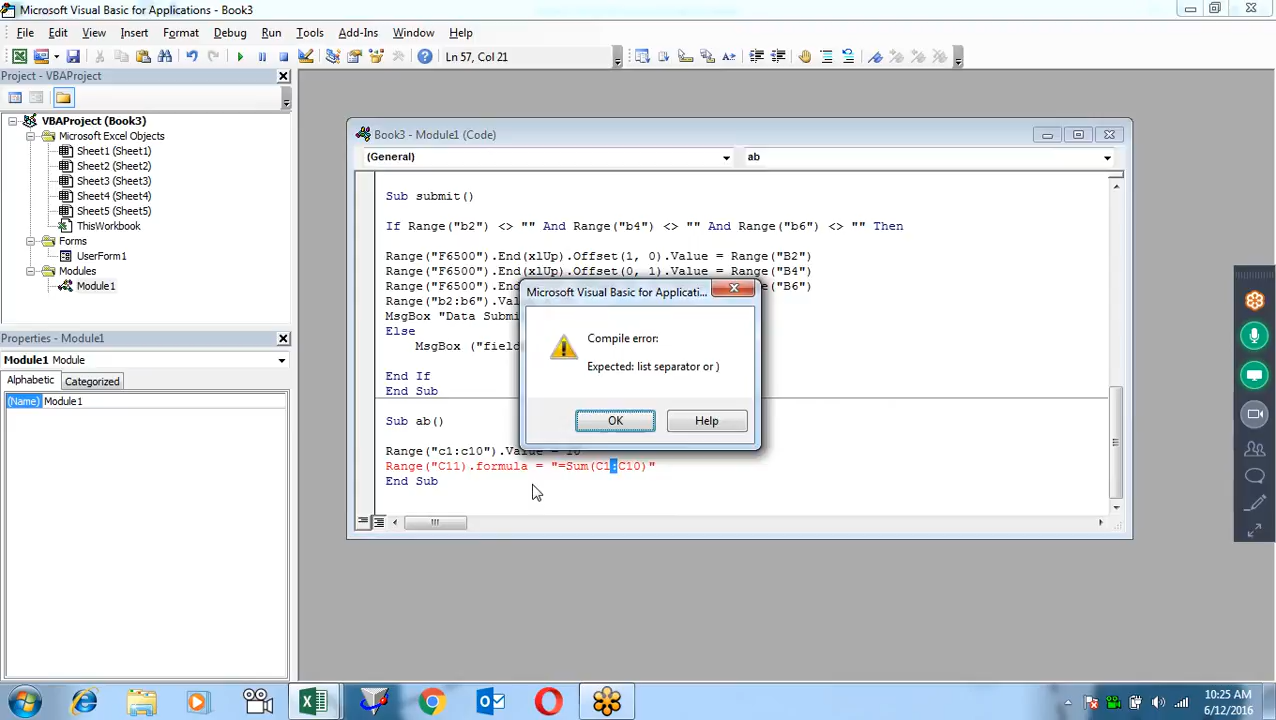 Microsoft Visual Basic for Applications - Book3
File Edit View Insert Format Debug Run Tools Add-Ins Window Help
Ln 57, Col 21
Project - VBAProject
VBAProject (Book3)
Microsoft Excel Objects
Sheet1 (Sheet1)
Sheet2 (Sheet2)
Sheet3 (Sheet3)
Sheet4 (Sheet4)
Sheet5 (Sheet5)
ThisWorkbook
Forms
UserForm1
Modules
Module1
Properties - Module1
Module1 Module
Alphabetic Categorized
(Name) Module1
Book3 - Module1 (Code)
(General) ab
Sub submit()
If Range("b2") <> "" And Range("b4") <> "" And Range("b6") <> "" Then
Range("F6500").End(xlUp).Offset(1, 0).Value = Range("B2")
Range("F6500").End(xlUp).Offset(0, 1).Value = Range("B4")
Range("F6500").En ge("B6")
Range("b2:b6").Va
MsgBox "Data Submi
Else
MsgBox ("field
End If
End Sub
Sub ab()
Range("c1:c10").Value = 10
Range("C11).formula = "=Sum(C1:C10)"
End Sub
Microsoft Visual Basic for Applicati...
Compile error:
Expected: list separator or )
OK Help
10:25 AM
6/12/2016